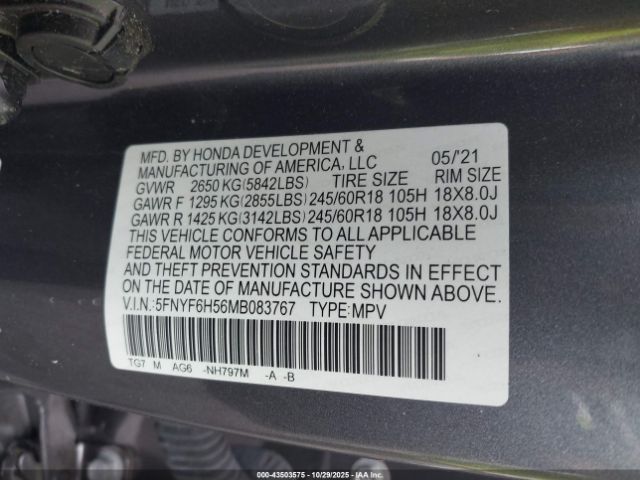 MFD. BY HONDA DEVELOPMENT &
MANUFACTURING OF AMERICA, LLC 05/'21
GVWR 2650 KG(5842LBS) TIRE SIZE RIM SIZE
GAWR F 1295 KG(2855LBS) 245/60R18 105H 18X8.0J
GAWR R 1425 KG(3142LBS) 245/60R18 105H 18X8.0J
THIS VEHICLE CONFORMS TO ALL APPLICABLE
FEDERAL MOTOR VEHICLE SAFETY
AND THEFT PREVENTION STANDARDS IN EFFECT
ON THE DATE OF MANUFACTURE SHOWN ABOVE.
V.I.N.:5FNYF6H56MB083767 TYPE:MPV
TG7 M AG6 -NH797M -A -B
000-43503575 - 10/29/2025 - IAAI.COM